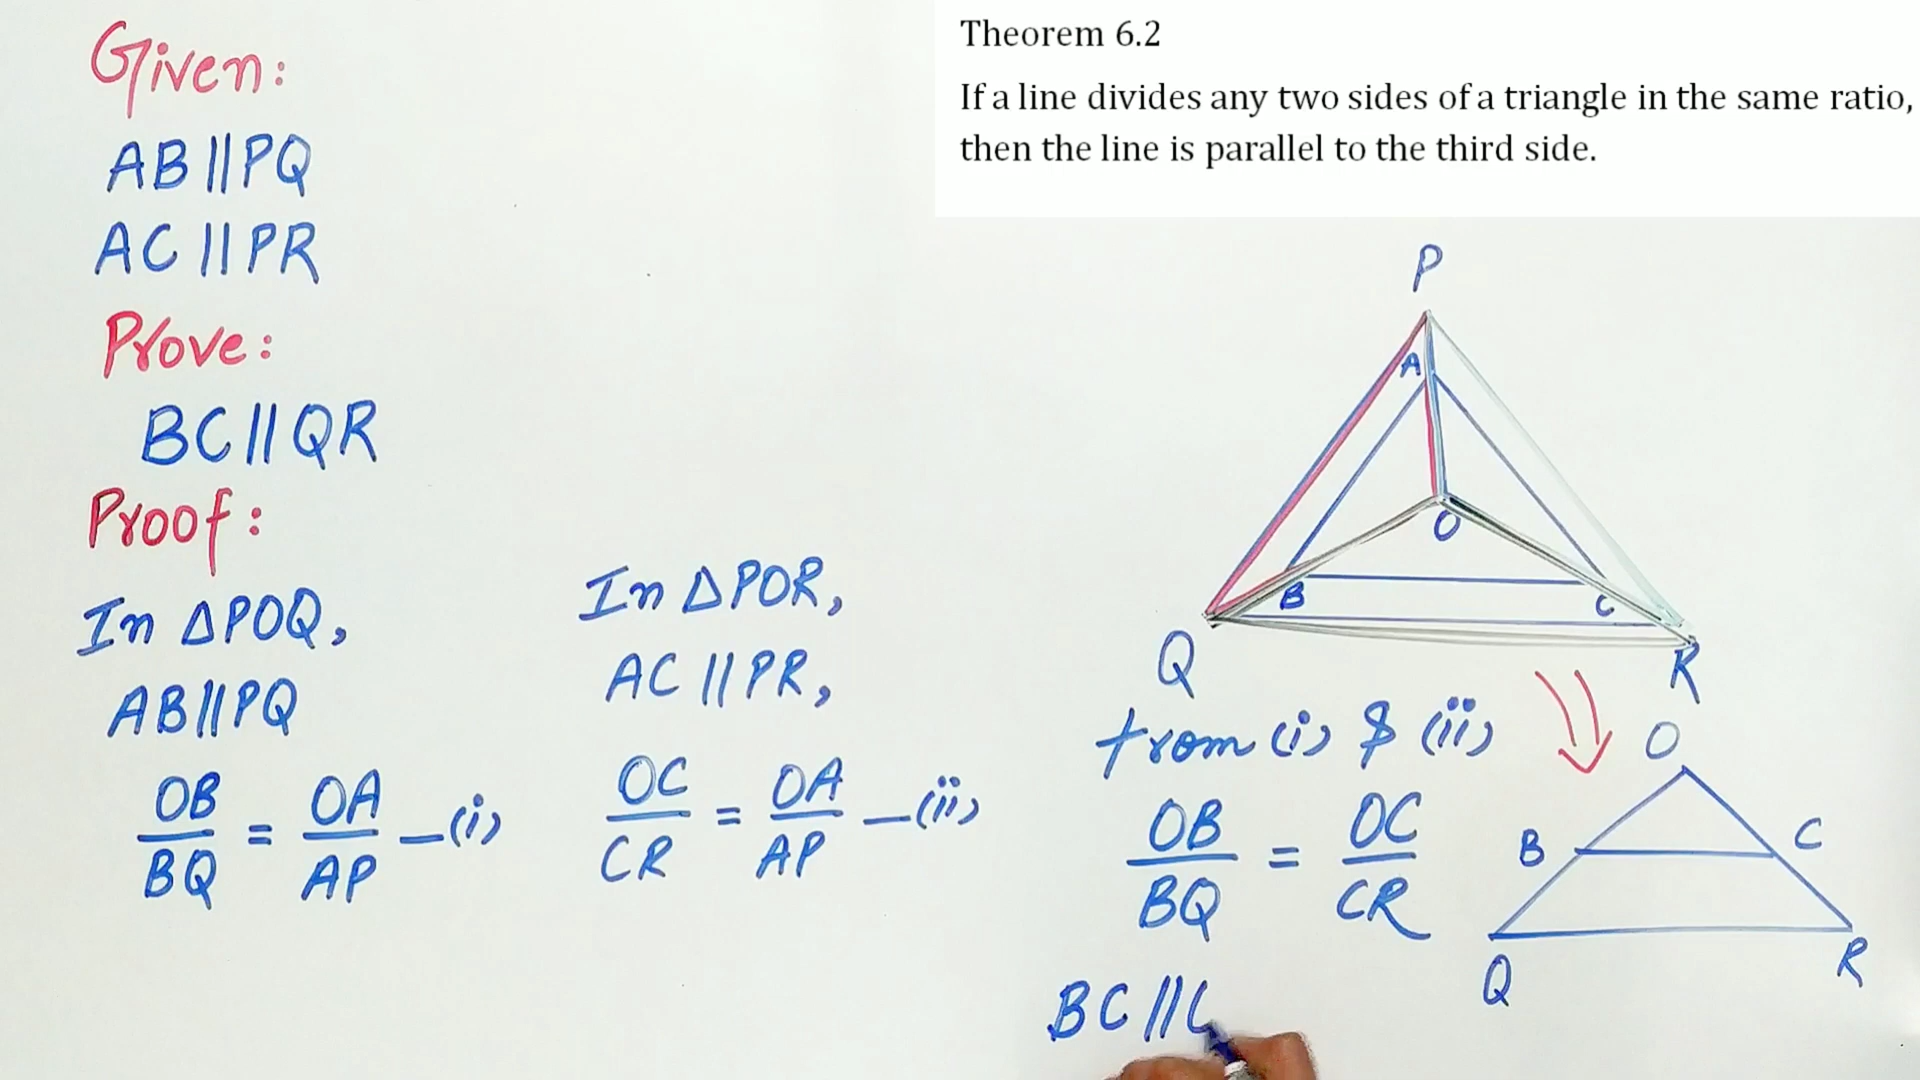 Theorem 6.2
If a line divides any two sides of a triangle in the same ratio,
then the line is parallel to the third side.
Given:
AB || PQ
AC || PR
Prove:
BC || QR
Proof:
In △POQ,
AB || PQ
OB/BQ = OA/AP —(i)
In △POR,
AC || PR,
OC/CR = OA/AP —(ii)
P
A
O
B
C
Q
R
from (i) & (ii)
OB/BQ = OC/CR
BC ||
O
B
C
Q
R